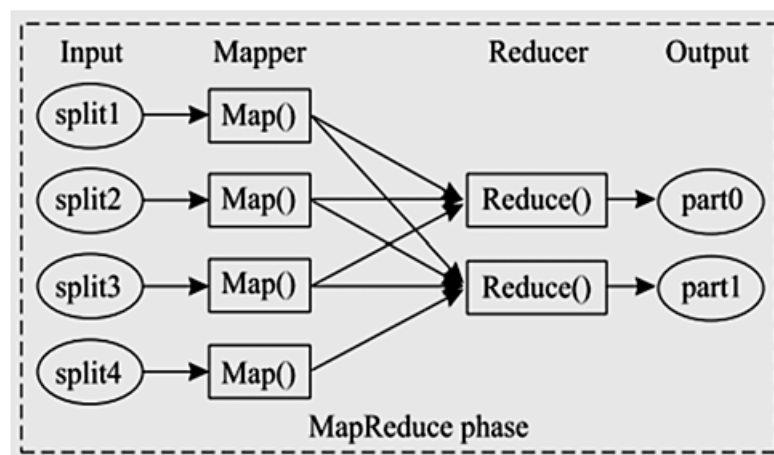 Input Mapper Reducer Output
split1 Map()
split2 Map() Reduce() part0
split3 Map() Reduce() part1
split4 Map()
MapReduce phase